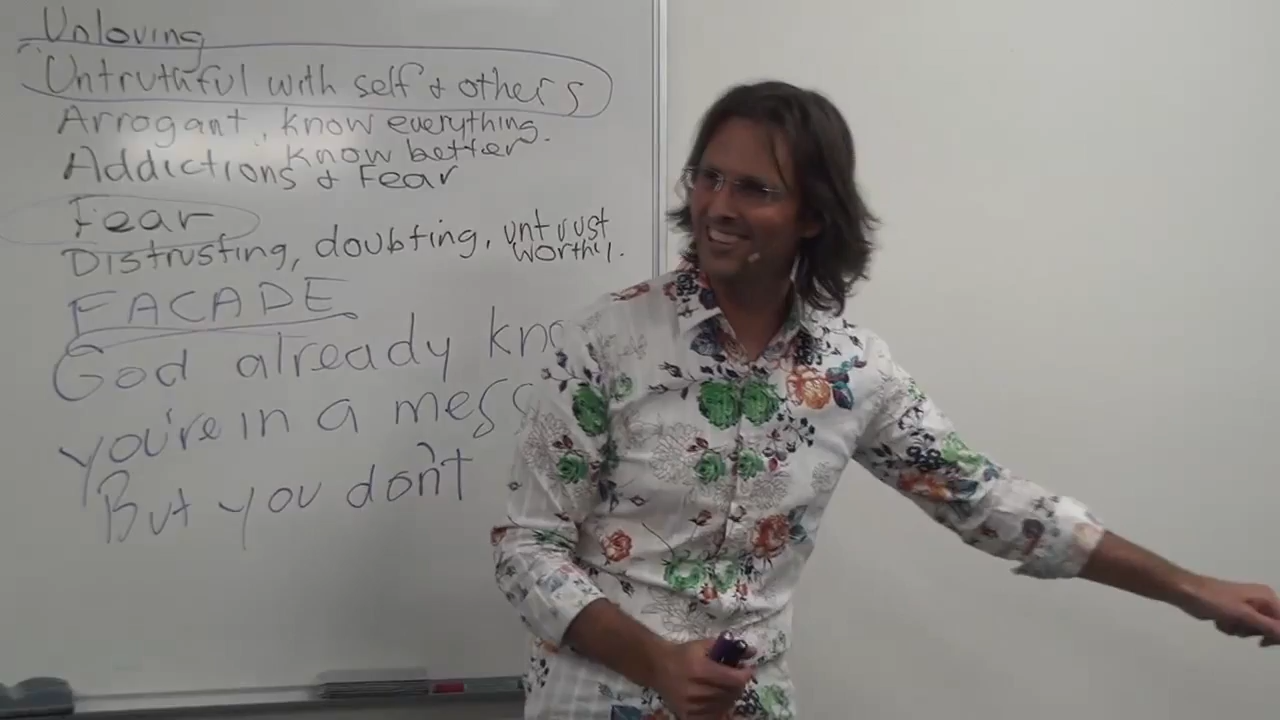 Unloving
Untruthful with self & others
Arrogant, know everything.
know better
Addictions & Fear
Fear
Distrusting, doubting, untrust
worthy.
FACADE
God already kno
you're in a mess
But you don't